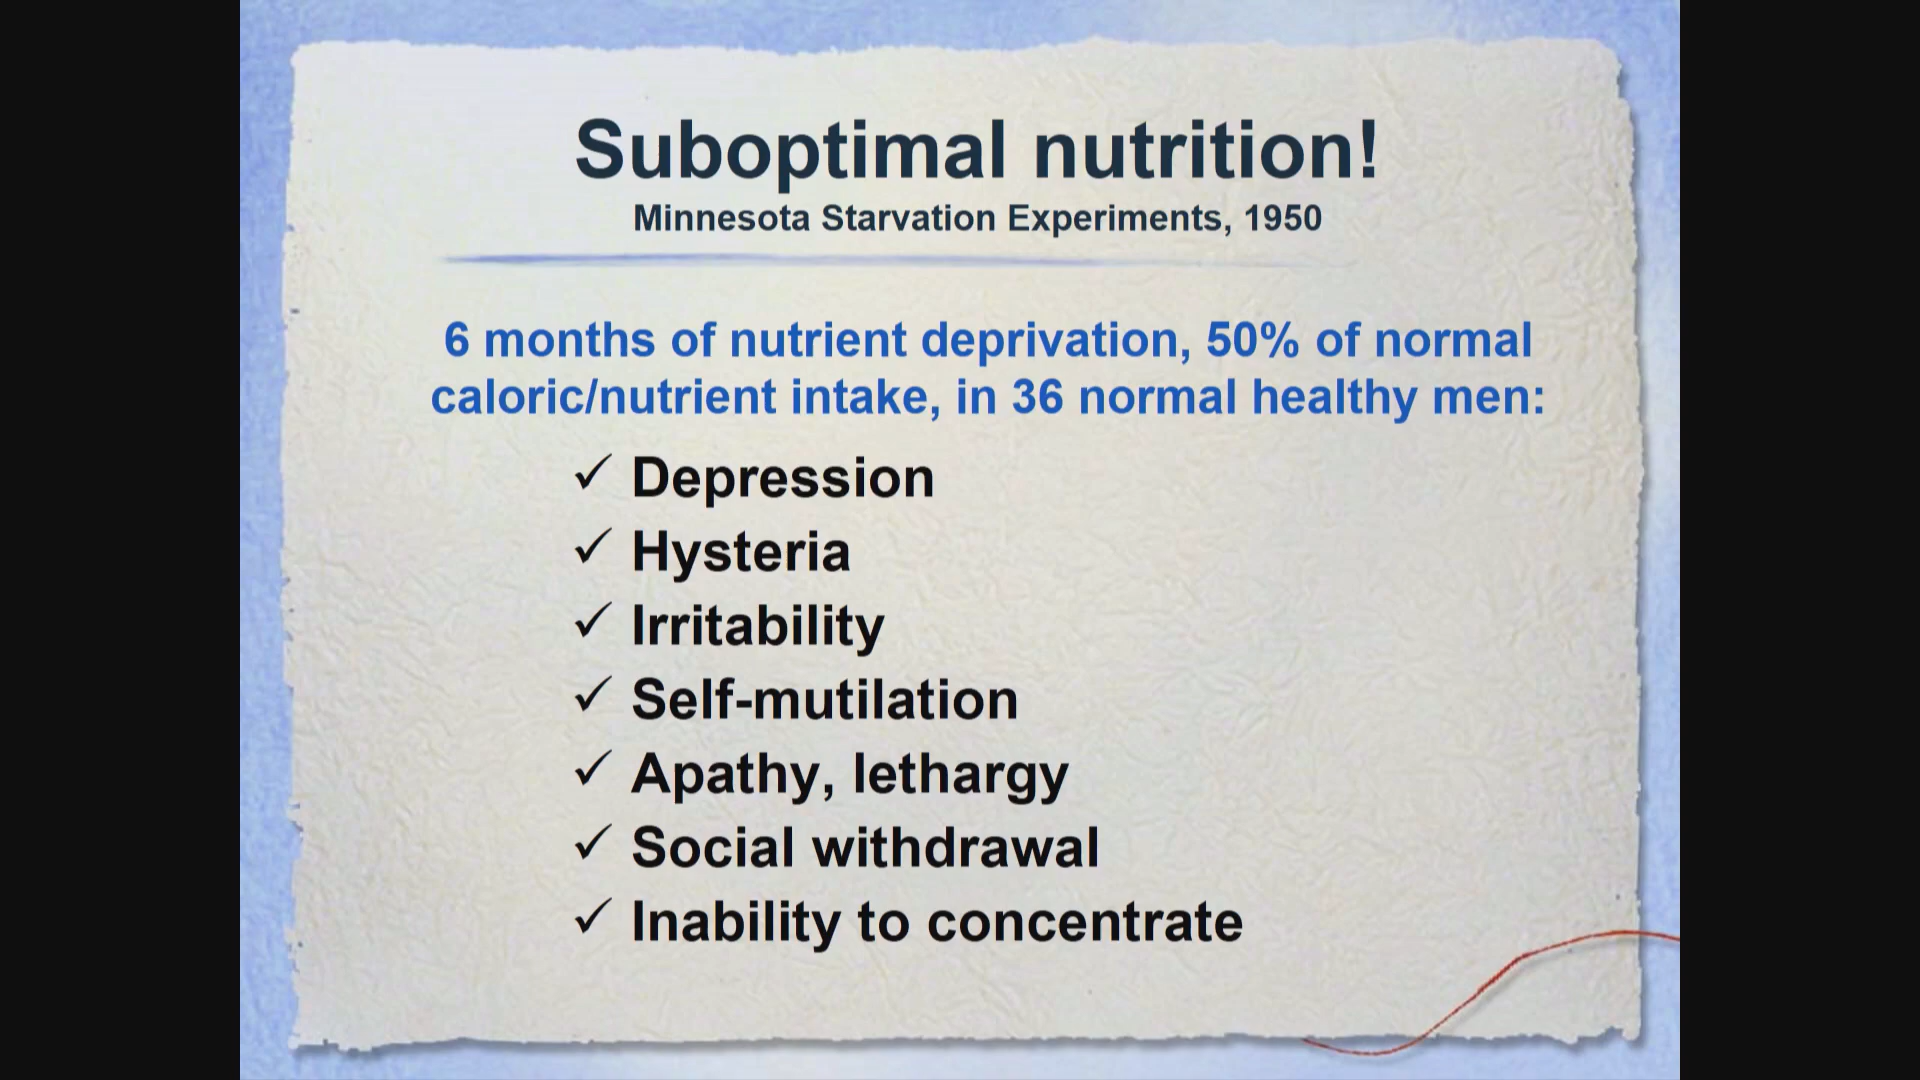 Suboptimal nutrition!
Minnesota Starvation Experiments, 1950
6 months of nutrient deprivation, 50% of normal
caloric/nutrient intake, in 36 normal healthy men:
✓ Depression
✓ Hysteria
✓ Irritability
✓ Self-mutilation
✓ Apathy, lethargy
✓ Social withdrawal
✓ Inability to concentrate